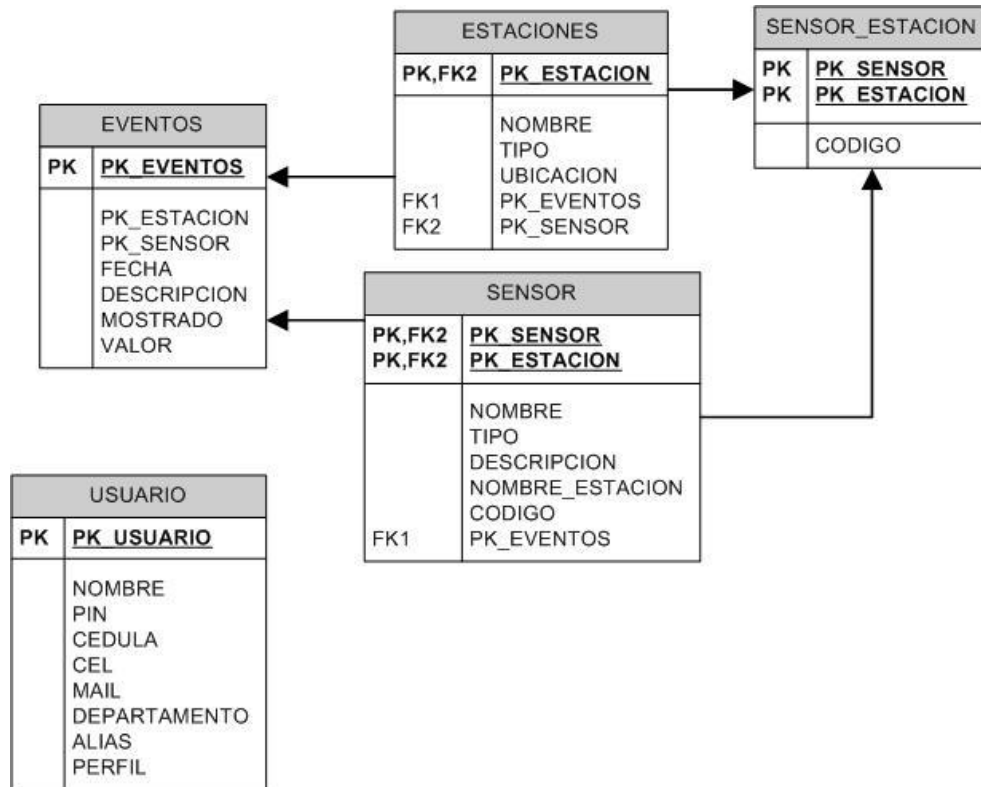 ESTACIONES
PK,FK2 PK_ESTACION
NOMBRE
TIPO
UBICACION
FK1 PK_EVENTOS
FK2 PK_SENSOR
SENSOR_ESTACION
PK PK_SENSOR
PK PK_ESTACION
CODIGO
EVENTOS
PK PK_EVENTOS
PK_ESTACION
PK_SENSOR
FECHA
DESCRIPCION
MOSTRADO
VALOR
SENSOR
PK,FK2 PK_SENSOR
PK,FK2 PK_ESTACION
NOMBRE
TIPO
DESCRIPCION
NOMBRE_ESTACION
CODIGO
FK1 PK_EVENTOS
USUARIO
PK PK_USUARIO
NOMBRE
PIN
CEDULA
CEL
MAIL
DEPARTAMENTO
ALIAS
PERFIL